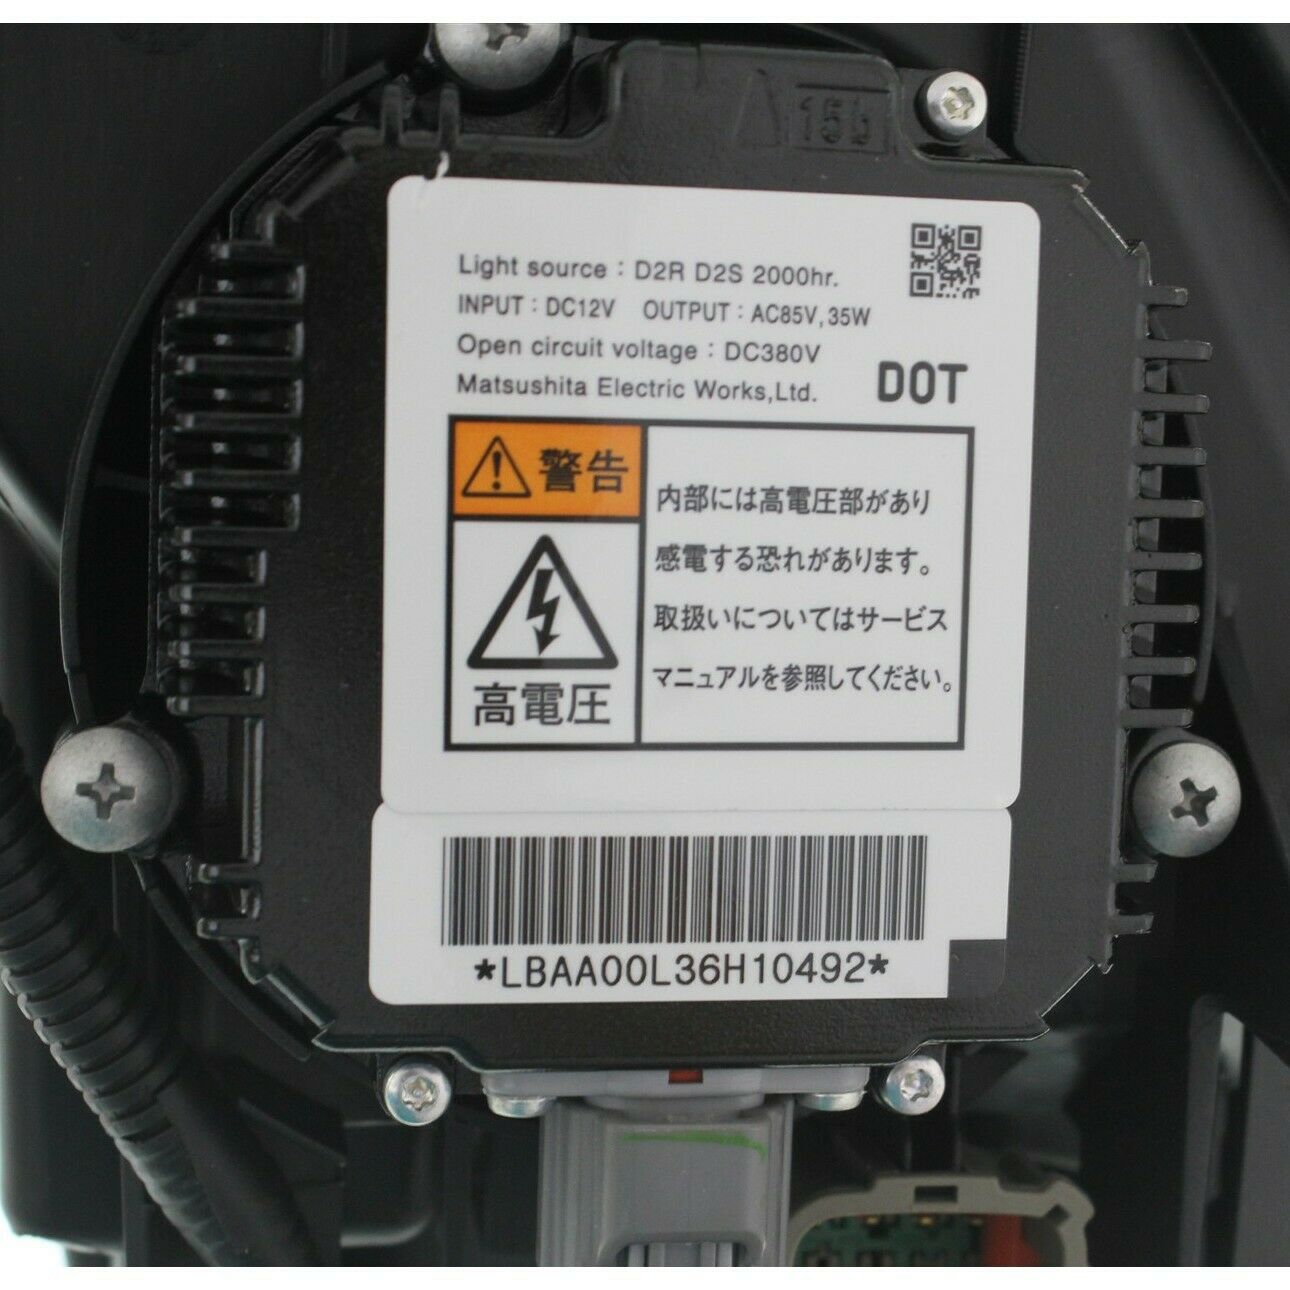 Light source : D2R D2S 2000hr.
INPUT : DC12V OUTPUT : AC85V, 35W
Open circuit voltage : DC380V
Matsushita Electric Works,Ltd.
DOT
警告
高電圧
内部には高電圧部があり
感電する恐れがあります。
取扱いについてはサービス
マニュアルを参照してください。
*LBAA00L36H10492*